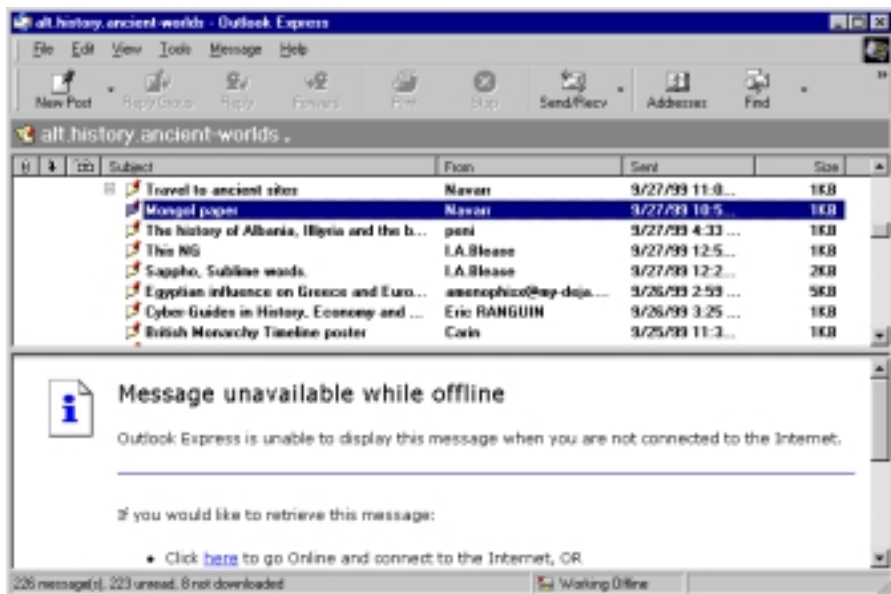 alt.history.ancient-worlds - Outlook Express
File Edit View Tools Message Help
New Post Reply Group Reply Forward Print Stop Send/Recv Addresses Find
alt.history.ancient-worlds
Subject From Sent Size
Travel to ancient sites Navarr 9/27/99 11:0... 1KB
Mongol paper Navarr 9/27/99 10:5... 1KB
The history of Albania, Illyria and the b... peni 9/27/99 4:33 ... 1KB
This NG I.A.Blease 9/27/99 12:5... 1KB
Sappho, Sublime words. I.A.Blease 9/27/99 12:2... 2KB
Egyptian influence on Greece and Euro... 9/26/99 2:59 ... 5KB
Cyber-Guides in History, Economy and ... Eric RANGUIN 9/26/99 3:25 ... 1KB
British Monarchy Timeline poster Carin 9/25/99 11:3... 1KB
Message unavailable while offline
Outlook Express is unable to display this message when you are not connected to the Internet.
If you would like to retrieve this message:
• Click here to go Online and connect to the Internet, OR
226 message(s), 223 unread, 8 not downloaded Working Offline